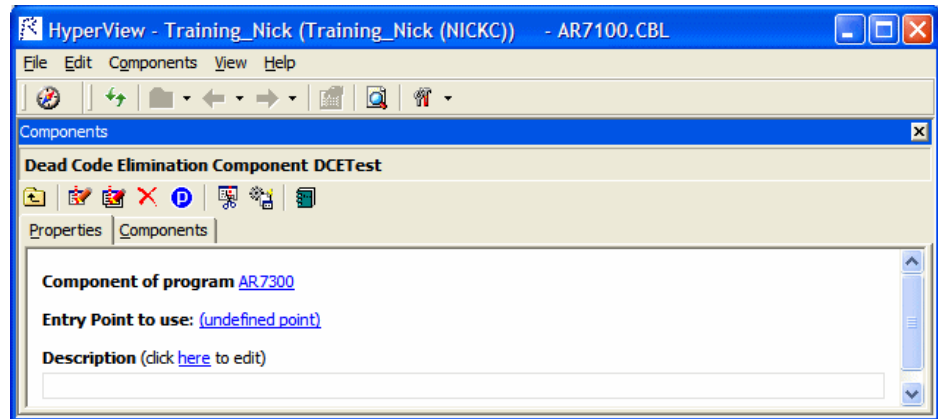 HyperView - Training_Nick (Training_Nick (NICKC)) - AR7100.CBL
File Edit Components View Help
Components
Dead Code Elimination Component DCETest
Properties Components
Component of program AR7300
Entry Point to use: (undefined point)
Description (click here to edit)